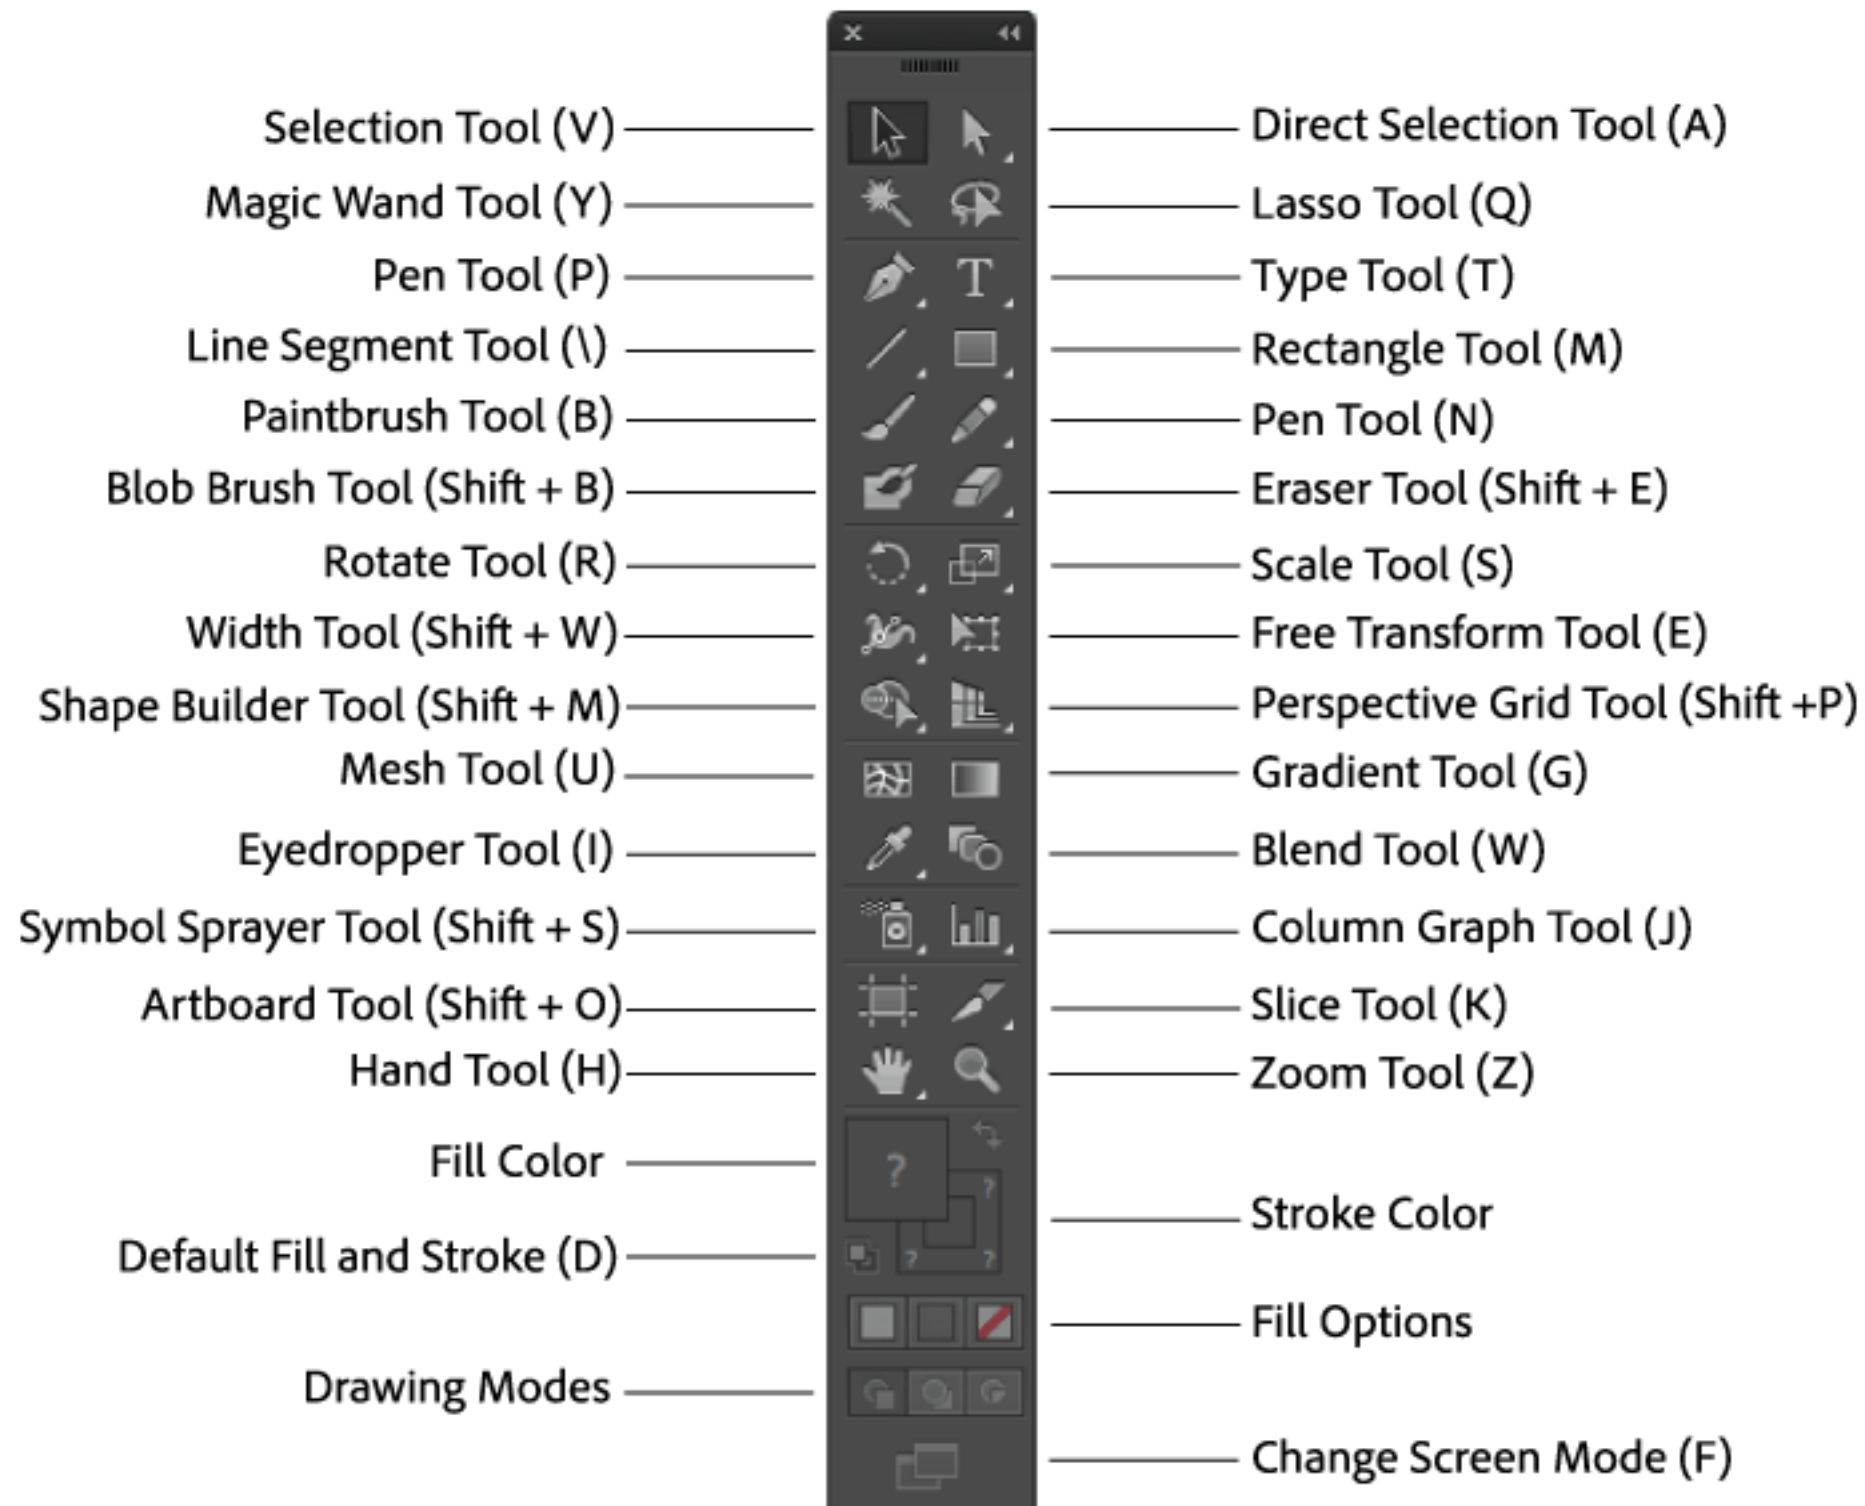 Selection Tool (V)
Direct Selection Tool (A)
Magic Wand Tool (Y)
Lasso Tool (Q)
Pen Tool (P)
T
Type Tool (T)
Line Segment Tool (\)
Rectangle Tool (M)
Paintbrush Tool (B)
Pen Tool (N)
Blob Brush Tool (Shift + B)
Eraser Tool (Shift + E)
Rotate Tool (R)
Scale Tool (S)
Width Tool (Shift + W)
Free Transform Tool (E)
Shape Builder Tool (Shift + M)
Perspective Grid Tool (Shift +P)
Mesh Tool (U)
Gradient Tool (G)
Eyedropper Tool (I)
Blend Tool (W)
Symbol Sprayer Tool (Shift + S)
Column Graph Tool (J)
Artboard Tool (Shift + O)
Slice Tool (K)
Hand Tool (H)
Zoom Tool (Z)
Fill Color
?
?
Stroke Color
Default Fill and Stroke (D)
? ?
Fill Options
Drawing Modes
Change Screen Mode (F)